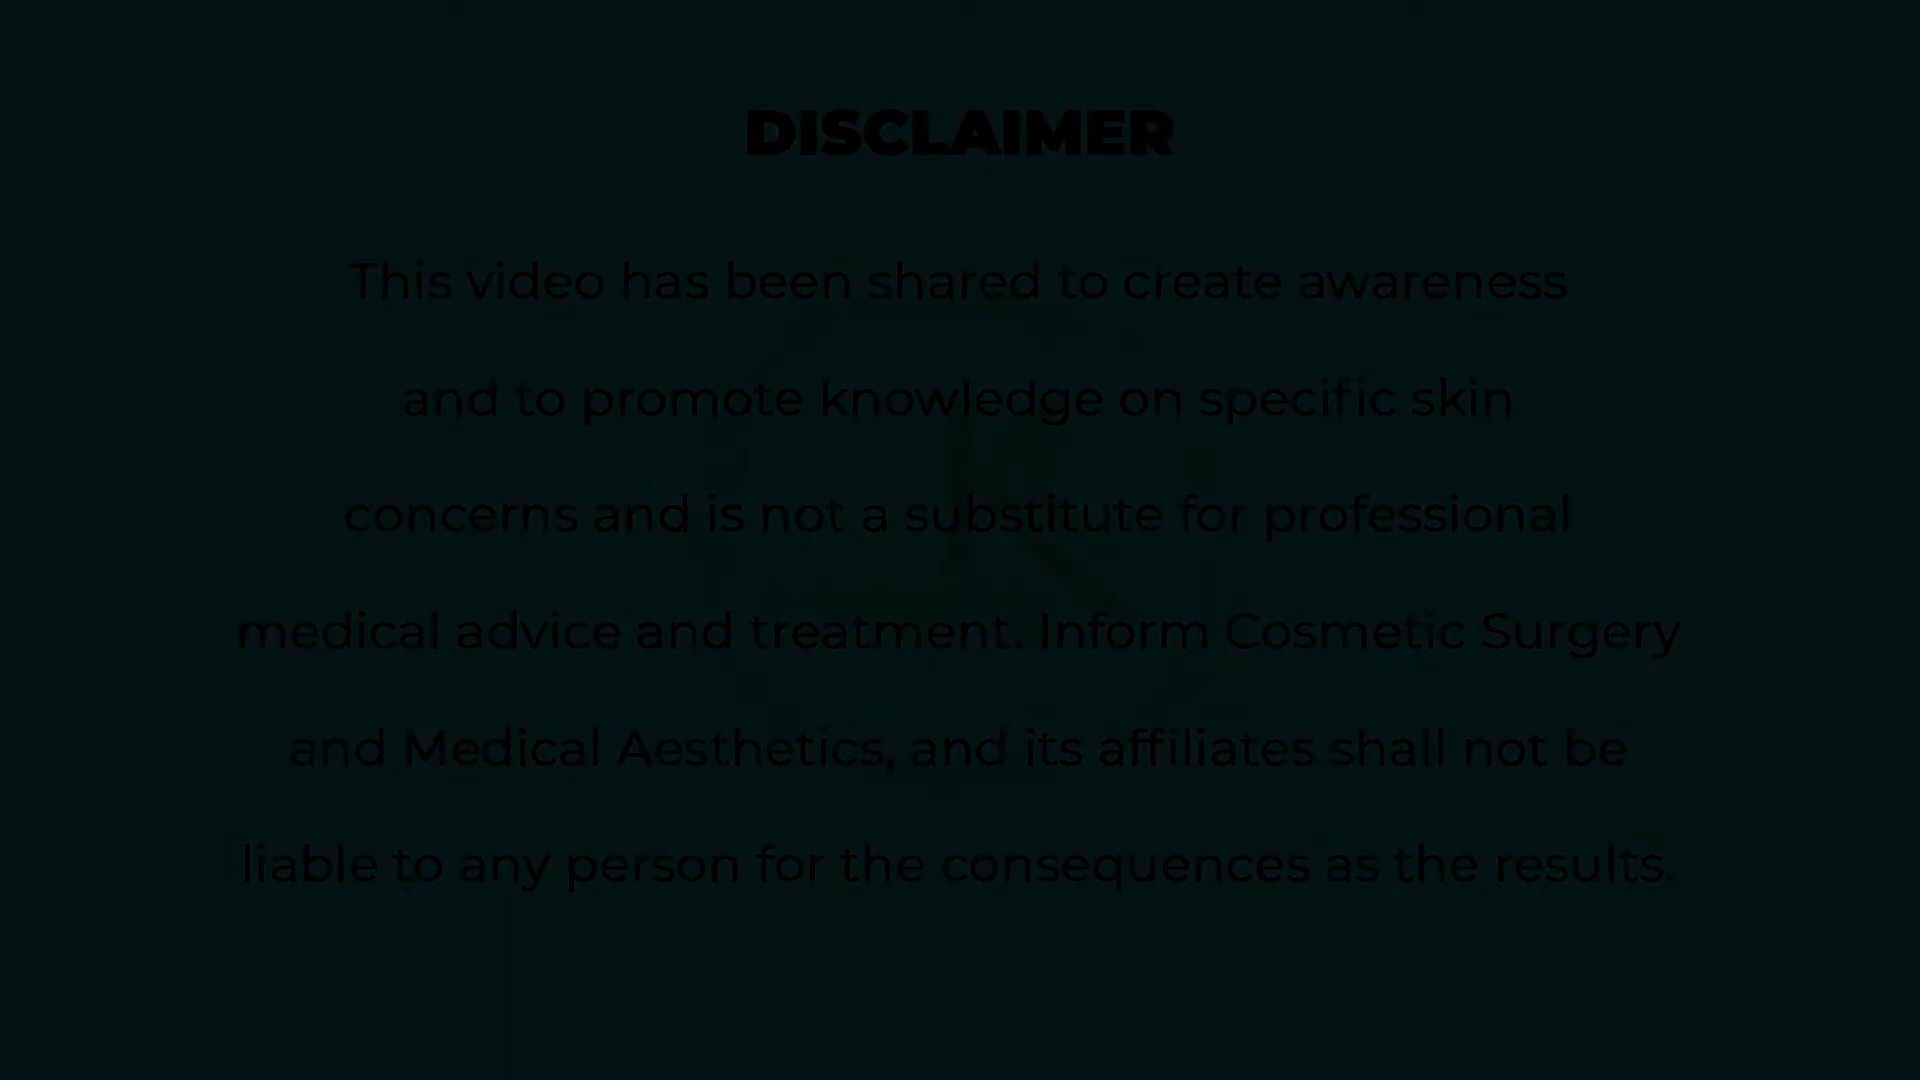 DISCLAIMER
This video has been shared to create awareness
and to promote knowledge on specific skin
concerns and is not a substitute for professional
medical advice and treatment. Inform Cosmetic Surgery
and Medical Aesthetics, and its affiliates shall not be
liable to any person for the consequences as the results.